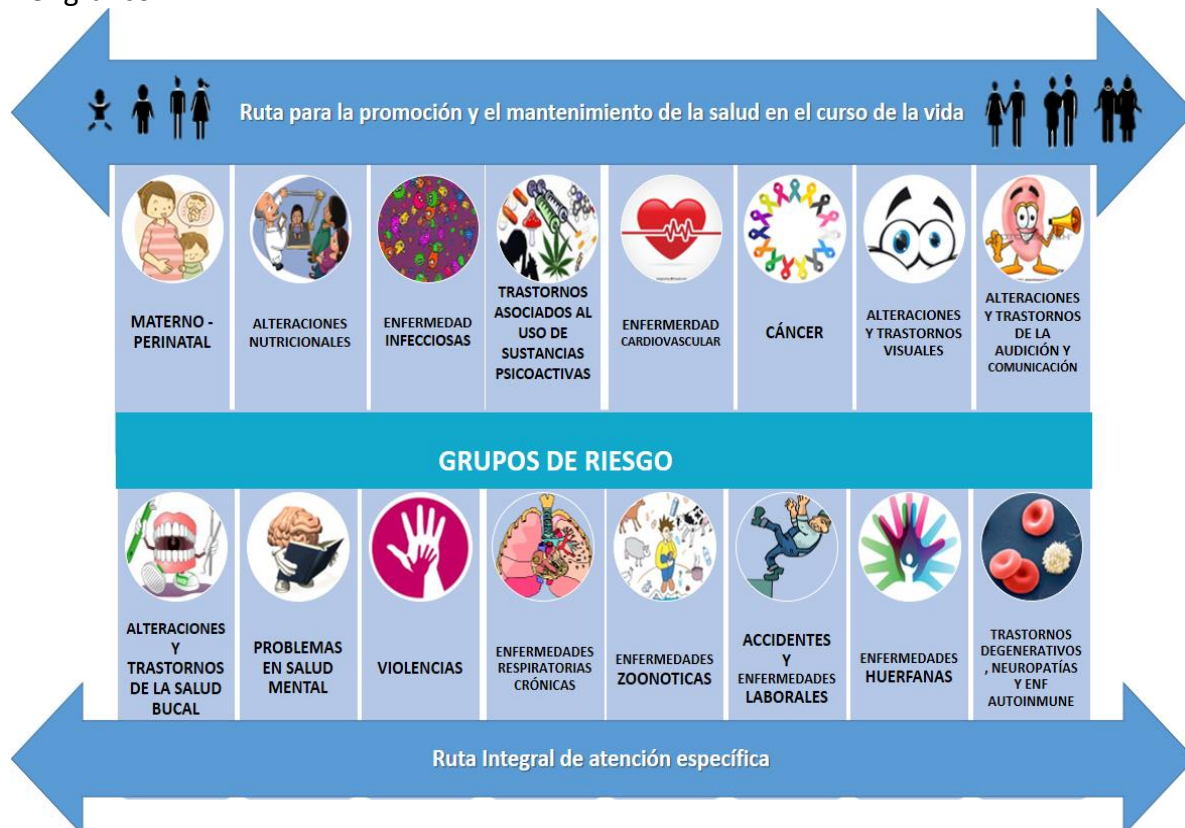 Ruta para la promoción y el mantenimiento de la salud en el curso de la vida
MATERNO -
PERINATAL
ALTERACIONES
NUTRICIONALES
ENFERMEDAD
INFECCIOSAS
TRASTORNOS
ASOCIADOS AL
USO DE
SUSTANCIAS
PSICOACTIVAS
ENFERMERDAD
CARDIOVASCULAR
CÁNCER
ALTERACIONES
Y TRASTORNOS
VISUALES
ALTERACIONES
Y TRASTORNOS
DE LA
AUDICIÓN Y
COMUNICACIÓN
GRUPOS DE RIESGO
ALTERACIONES
Y
TRASTORNOS
DE LA SALUD
BUCAL
PROBLEMAS
EN SALUD
MENTAL
VIOLENCIAS
ENFERMEDADES
RESPIRATORIAS
CRÓNICAS
ENFERMEDADES
ZOONOTICAS
ACCIDENTES
Y
ENFERMEDADES
LABORALES
ENFERMEDADES
HUERFANAS
TRASTORNOS
DEGENERATIVOS
, NEUROPATÍAS
Y ENF
AUTOINMUNE
Ruta Integral de atención específica